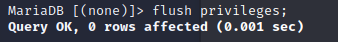 MariaDB [(none)]> flush privileges;
Query OK, 0 rows affected (0.001 sec)